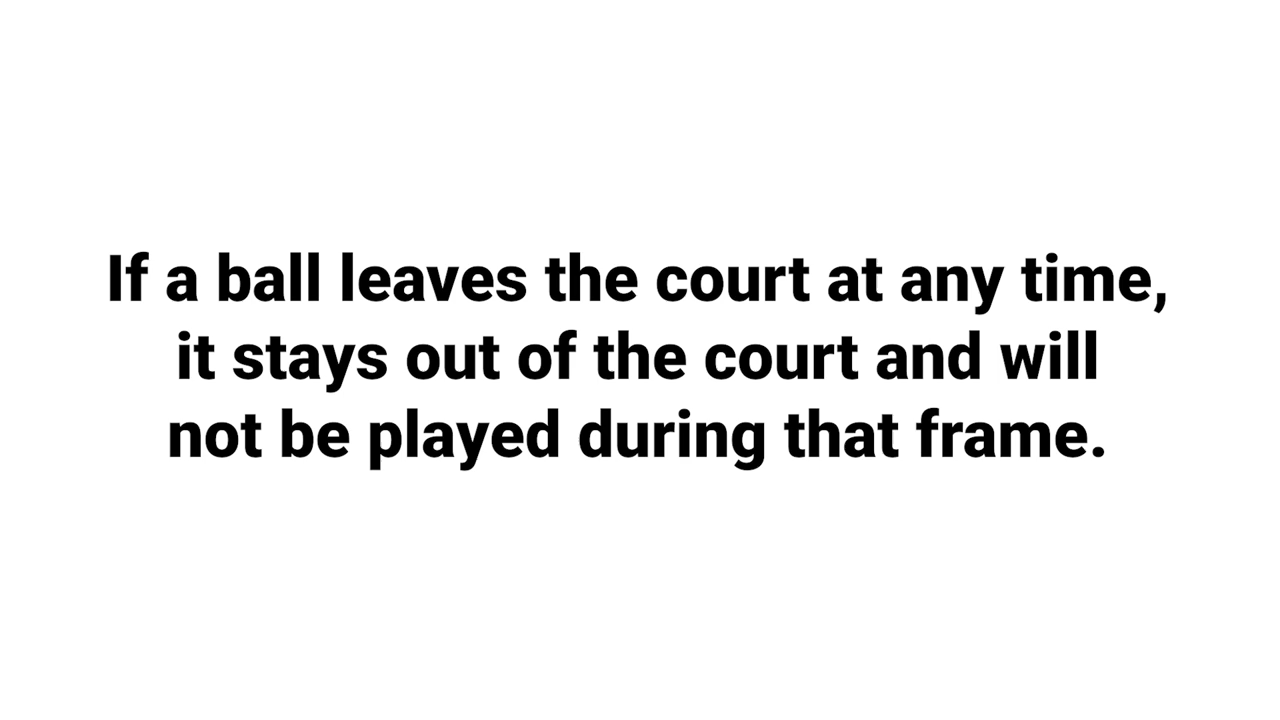 If a ball leaves the court at any time,
it stays out of the court and will
not be played during that frame.